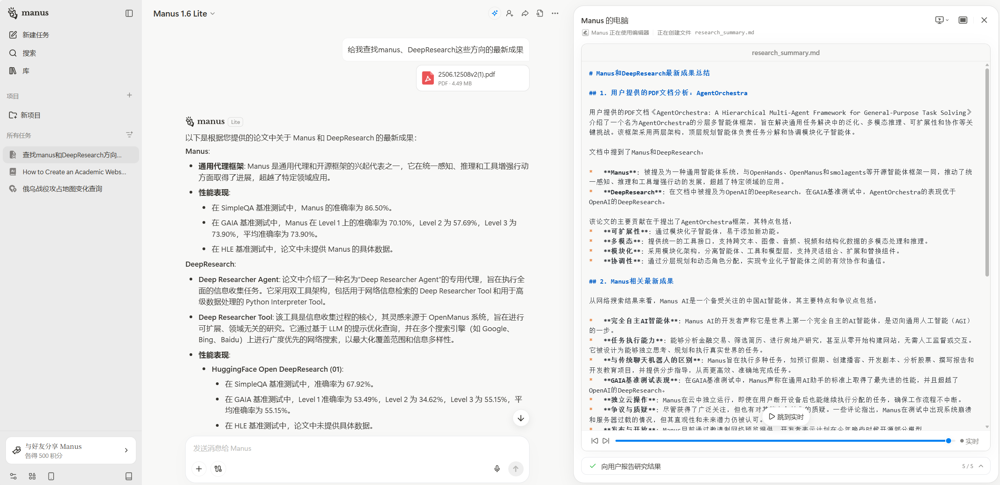 manus
新建任务
搜索
库
项目
新项目
所有任务
查找manus和DeepResearch方向...
How to Create an Academic Webs...
俄乌战役攻占地图变化查询
与好友分享 Manus
各得 500 积分
Manus 1.6 Lite
给我查找manus、DeepResearch这些方向的最新成果
2506.12508v2(1).pdf
PDF · 4.49 MB
manus Lite
以下是根据您提供的论文中关于 Manus 和 DeepResearch 的最新成果：
Manus:
通用代理框架: Manus 是通用代理和开源框架的兴起代表之一，它在统一感知、推理和工具增强行动
方面取得了进展，超越了特定领域应用。
性能表现:
在 SimpleQA 基准测试中，Manus 的准确率为 86.50%。
在 GAIA 基准测试中，Manus 在 Level 1 上的准确率为 70.10%，Level 2 为 57.69%，Level 3 为
73.90%，平均准确率为 73.90%。
在 HLE 基准测试中，论文中未提供 Manus 的具体数据。
DeepResearch:
Deep Researcher Agent: 论文中介绍了一种名为“Deep Researcher Agent”的专用代理，旨在执行全
面的信息收集任务。它采用双工具架构，包括用于网络信息检索的 Deep Researcher Tool 和用于高
级数据处理的 Python Interpreter Tool。
Deep Researcher Tool: 该工具是信息收集过程的核心，其灵感来源于 OpenManus 系统，旨在进行
可扩展、领域无关的研究。它通过基于 LLM 的提示优化查询，并在多个搜索引擎（如 Google、
Bing、Baidu）上进行广度优先的网络搜索，以最大化覆盖范围和信息多样性。
性能表现:
HuggingFace Open DeepResearch (01):
在 SimpleQA 基准测试中，准确率为 67.92%。
在 GAIA 基准测试中，Level 1 准确率为 53.49%，Level 2 为 34.62%，Level 3 为 55.15%，平
均准确率为 55.15%。
在 HLE 基准测试中，论文中未提供具体数据。
发送消息给 Manus
Manus 的电脑
Manus 正在使用编辑器 正在创建文件 research_summary.md
research_summary.md
# Manus和DeepResearch最新成果总结
## 1. 用户提供的PDF文档分析：AgentOrchestra
用户提供的PDF文档《AgentOrchestra: A Hierarchical Multi-Agent Framework for General-Purpose Task Solving》
介绍了一个名为AgentOrchestra的分层多智能体框架，旨在解决通用任务解决中的泛化、多模态推理、可扩展性和协作等关
键挑战。该框架采用两层架构，顶层规划智能体负责任务分解和协调模块化子智能体。
文档中提到了Manus和DeepResearch：
* **Manus**: 被提及为一种通用智能体系统，与OpenHands、OpenManus和smolagents等开源智能体框架一同，推动了统
一感知、推理和工具增强行动的发展，超越了特定领域的应用。
* **DeepResearch**: 在文档中被提及为OpenAI的DeepResearch，在GAIA基准测试中，AgentOrchestra的表现优于
OpenAI的DeepResearch。
该论文的主要贡献在于提出了AgentOrchestra框架，其特点包括：
* **可扩展性**: 通过模块化子智能体，易于添加新功能。
* **多模态**: 提供统一的工具接口，支持跨文本、图像、音频、视频和结构化数据的多模态处理和推理。
* **模块化**: 采用模块化架构，分离智能体、工具和模型层，支持灵活组合、扩展和替换组件。
* **协调性**: 通过分层规划和动态角色分配，实现专业化子智能体之间的有效协作和通信。
## 2. Manus相关最新成果
从网络搜索结果来看，Manus AI是一个备受关注的中国AI智能体，其主要特点和争议点包括：
* **完全自主AI智能体**: Manus AI的开发者声称它是世界上第一个完全自主的AI智能体，是迈向通用人工智能（AGI）
的一步。
* **任务执行能力**: 能够分析金融交易、筛选简历、进行房地产研究，甚至从零开始构建网站，无需人工监督或交互。
它被设计为能够独立思考、规划和执行真实世界的任务。
* **与传统聊天机器人的区别**: Manus旨在执行多种任务，如预订假期、创建播客、开发剧本、分析股票、撰写报告和
开发教育项目，并提供分步指导，从而更高效、准确地完成任务。
* **GAIA基准测试表现**: 在GAIA基准测试中，Manus声称在通用AI助手的标准上取得了最先进的性能，并且超越了
OpenAI的DeepResearch。
* **独立云操作**: Manus在云中独立运行，即使在用户断开设备后也能继续执行分配的任务，确保工作流程不中断。
* **争议与质疑**: 尽管获得了广泛关注，但也有对其的质疑。一些评论指出，Manus在测试中出现系统崩溃
和服务器过载的情况，但其直观性和未来潜力仍被认可。
* **发布与开放**: Manus目前通过邀请制网络预览提供，开发者表示计划在今年晚些时候开源部分模型
跳到实时
实时
向用户报告研究结果
5 / 5